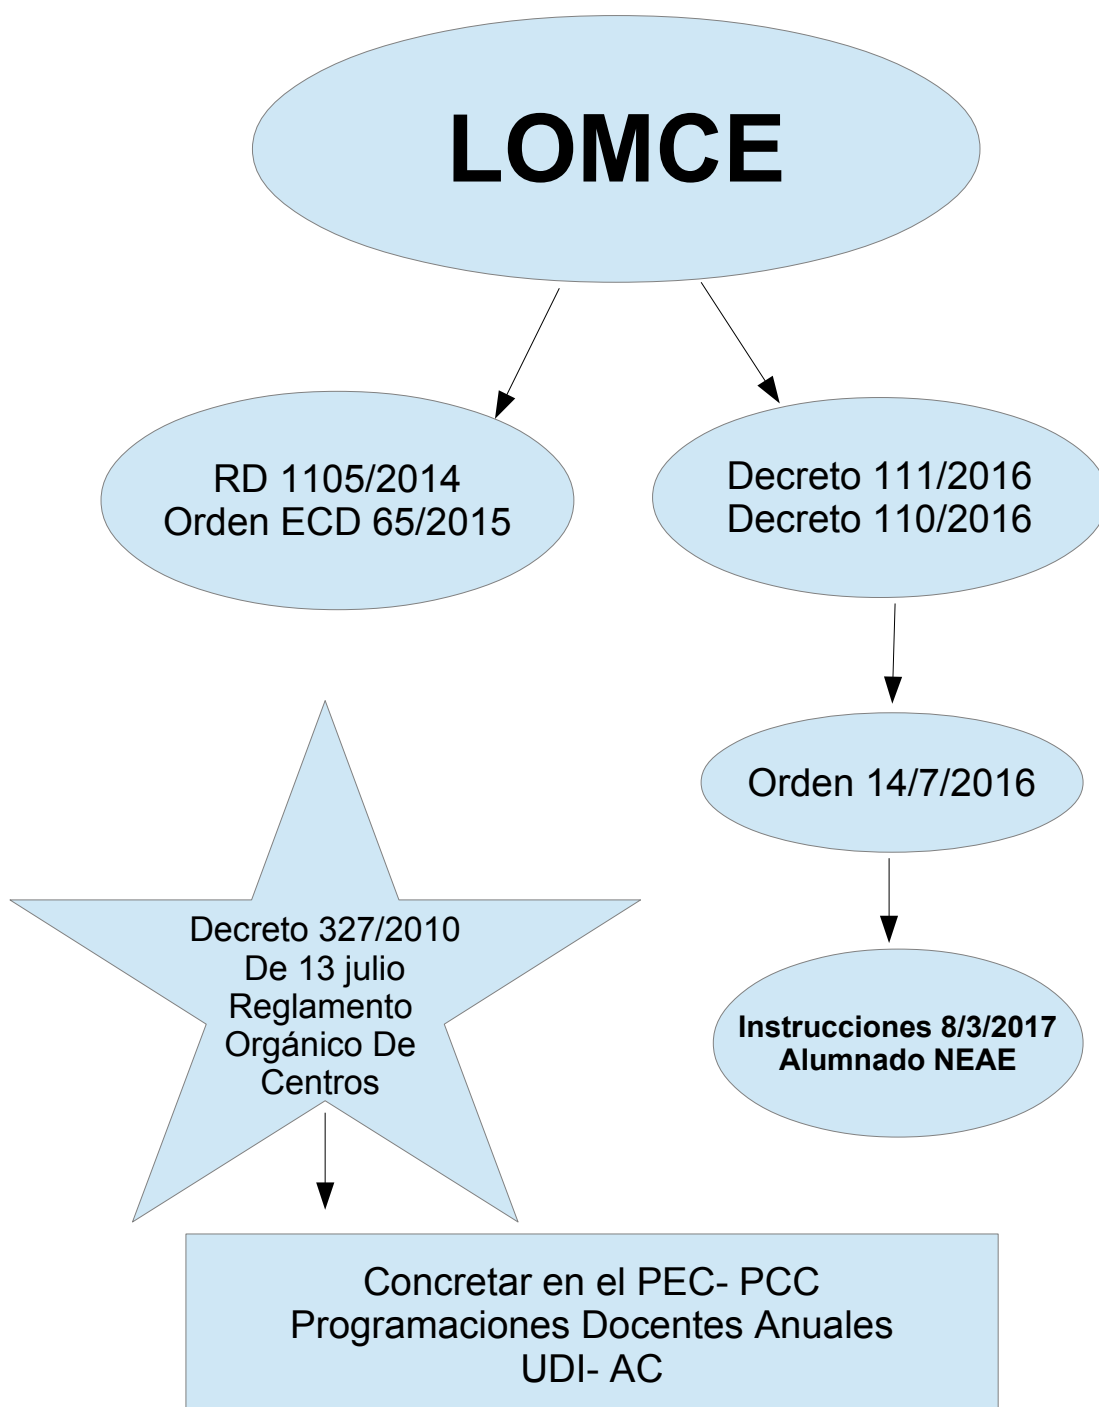 LOMCE
RD 1105/2014
Orden ECD 65/2015
Decreto 111/2016
Decreto 110/2016
Orden 14/7/2016
Decreto 327/2010
De 13 julio
Reglamento
Orgánico De
Centros
Instrucciones 8/3/2017
Alumnado NEAE
Concretar en el PEC- PCC
Programaciones Docentes Anuales
UDI- AC